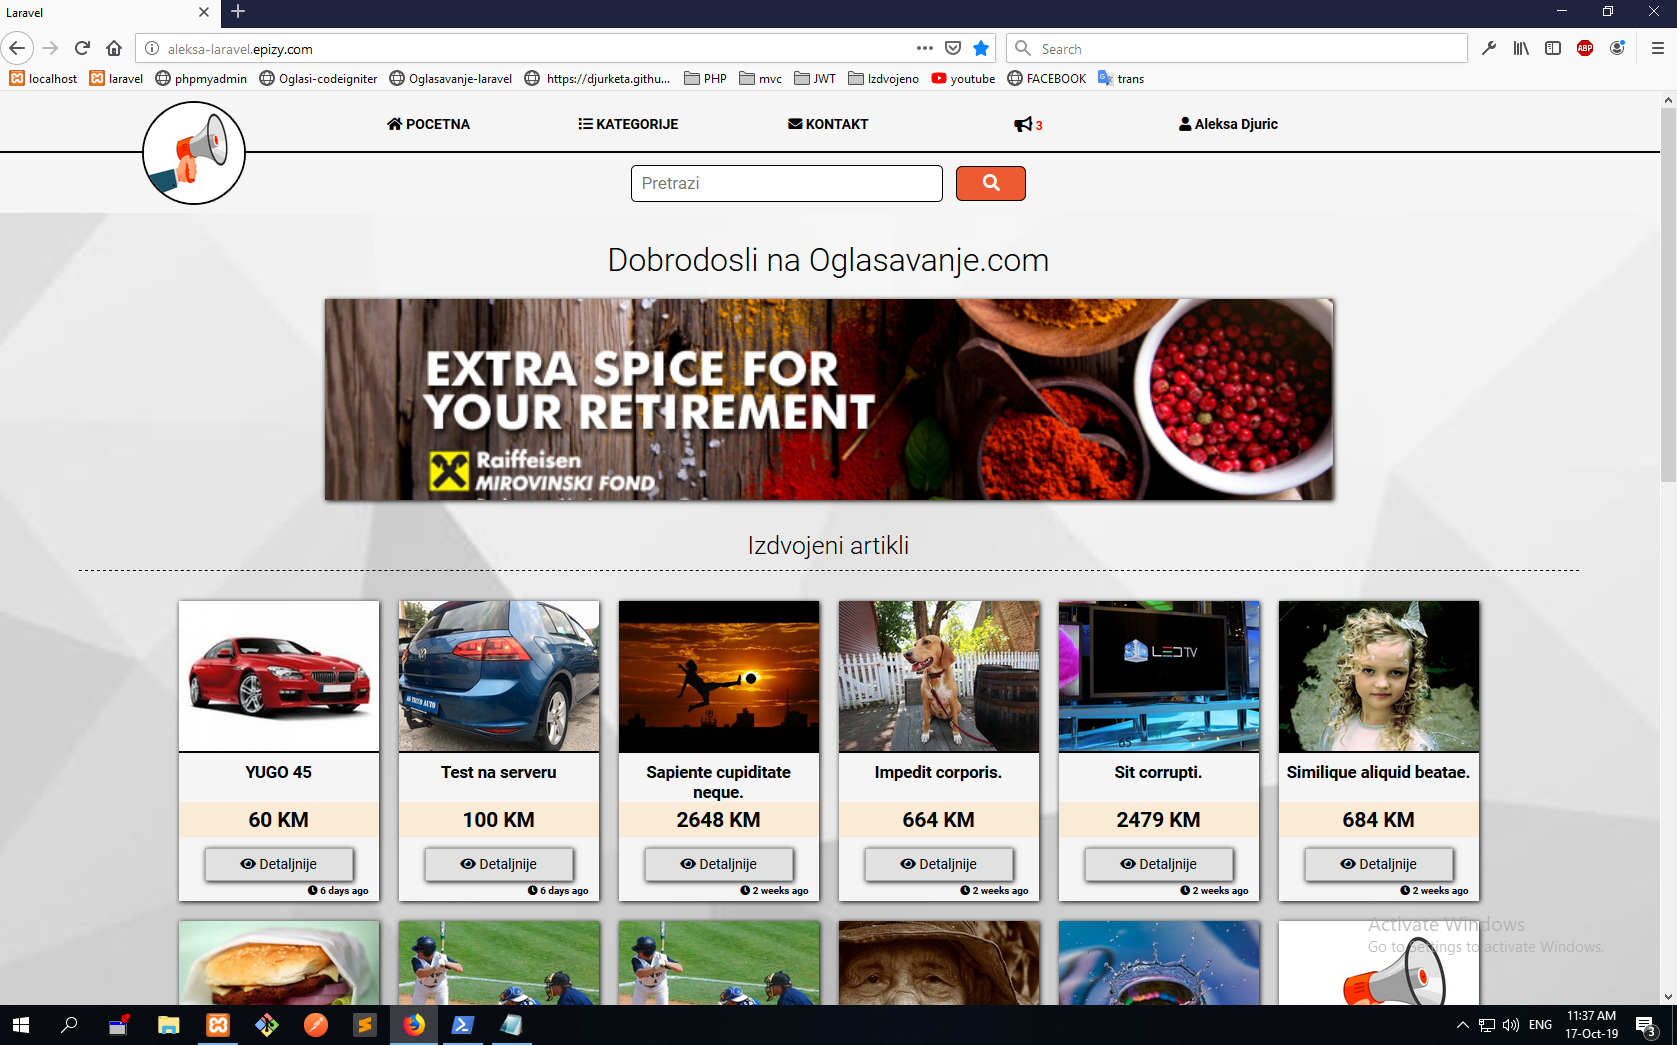 Laravel
aleksa-laravel.epizy.com
Search
localhost
laravel
phpmyadmin
Oglasi-codeigniter
Oglasavanje-laravel
https://djurketa.githu...
PHP
mvc
JWT
Izdvojeno
youtube
FACEBOOK
trans
ABP
POCETNA
KATEGORIJE
KONTAKT
3
Aleksa Djuric
Pretrazi
Dobrodosli na Oglasavanje.com
EXTRA SPICE FOR
YOUR RETIREMENT
Raiffeisen
MIROVINSKI FOND
Izdvojeni artikli
LEDTV
65
YUGO 45
60 KM
Detaljnije
6 days ago
Test na serveru
100 KM
Detaljnije
6 days ago
Sapiente cupiditate
neque.
2648 KM
Detaljnije
2 weeks ago
Impedit corporis.
664 KM
Detaljnije
2 weeks ago
Sit corrupti.
2479 KM
Detaljnije
2 weeks ago
Similique aliquid beatae.
684 KM
Detaljnije
2 weeks ago
Activate Windows
Go to Settings to activate Windows.
ENG
11:37 AM
17-Oct-19
3